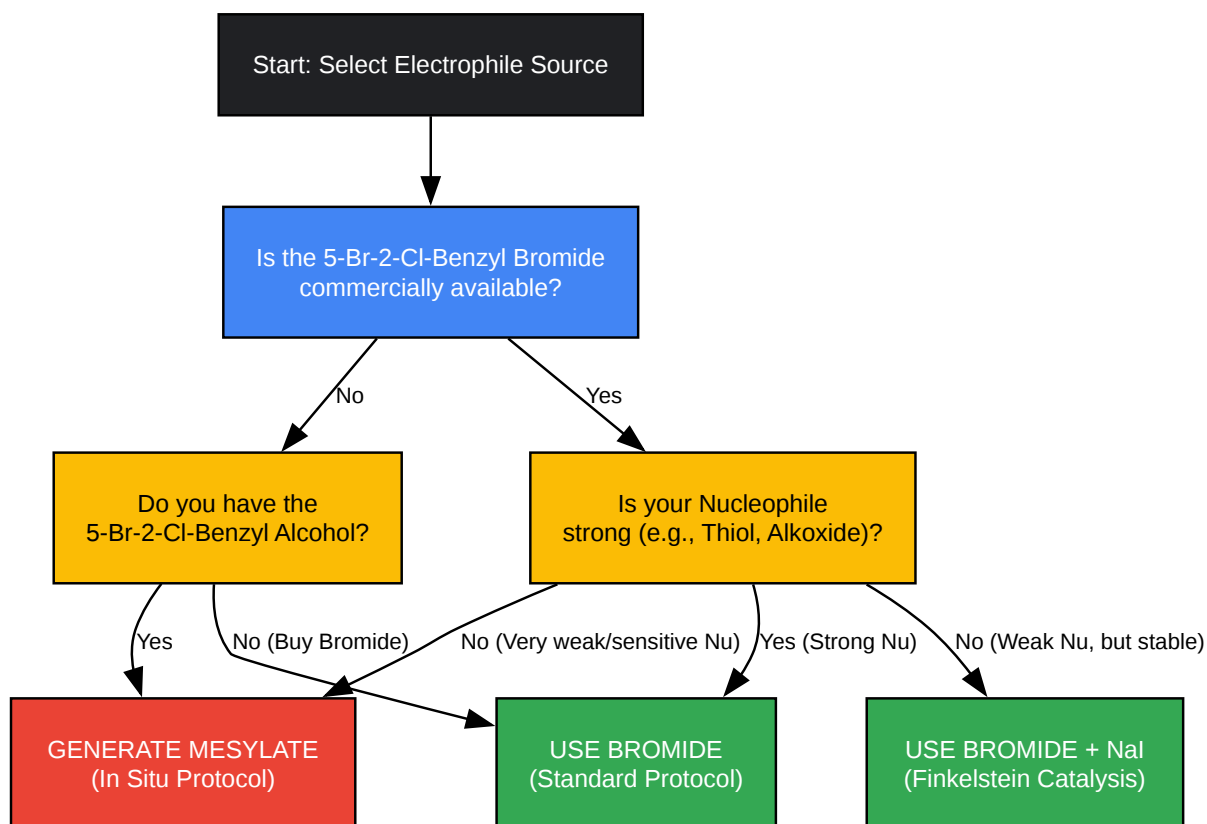 Start: Select Electrophile Source
Is the 5-Br-2-Cl-Benzyl Bromide
commercially available?
No
Yes
Do you have the
5-Br-2-Cl-Benzyl Alcohol?
Is your Nucleophile
strong (e.g., Thiol, Alkoxide)?
Yes
No (Buy Bromide)
No (Very weak/sensitive Nu)
Yes (Strong Nu)
No (Weak Nu, but stable)
GENERATE MESYLATE
(In Situ Protocol)
USE BROMIDE
(Standard Protocol)
USE BROMIDE + NaI
(Finkelstein Catalysis)